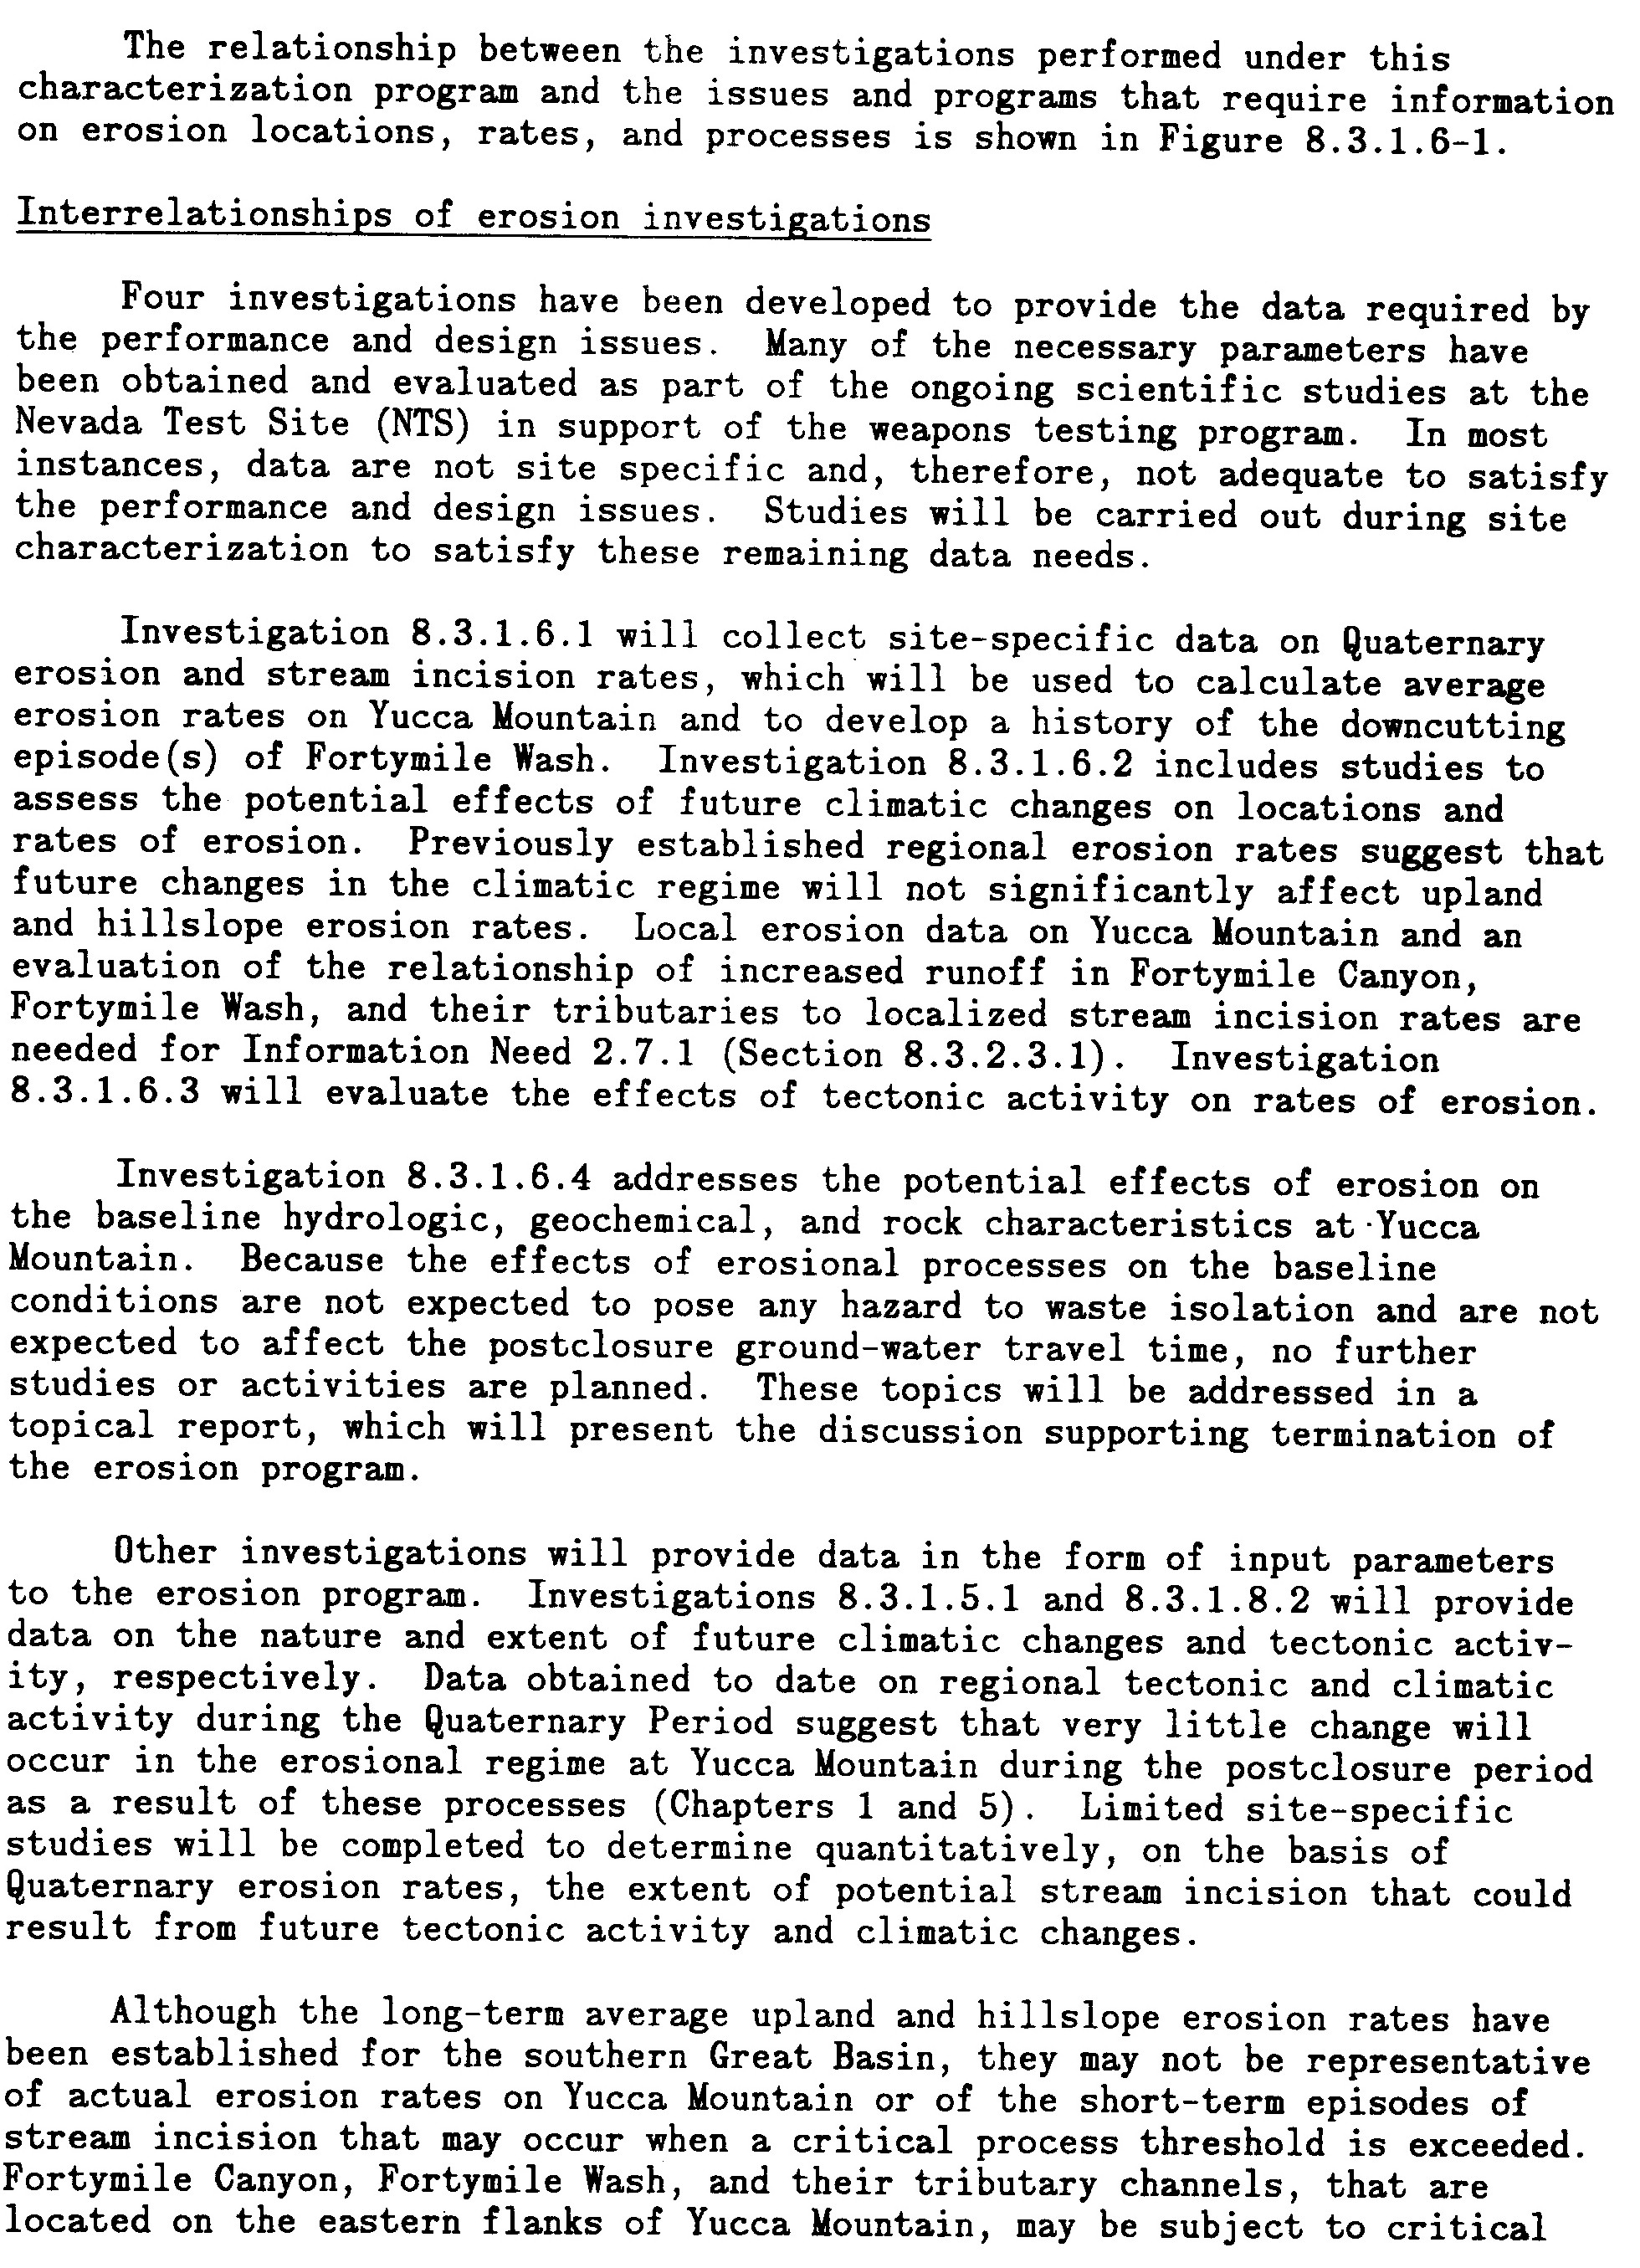 The relationship between the investigations performed under this
characterization program and the issues and programs that require information
on erosion locations, rates, and processes is shown in Figure 8.3.1.6-1.
Interrelationships of erosion investigations
Four investigations have been developed to provide the data required by
the performance and design issues. Many of the necessary parameters have
been obtained and evaluated as part of the ongoing scientific studies at the
Nevada Test Site (NTS) in support of the weapons testing program. In most
instances, data are not site specific and, therefore, not adequate to satisfy
the performance and design issues. Studies will be carried out during site
characterization to satisfy these remaining data needs.
Investigation 8.3.1.6.1 will collect site-specific data on Quaternary
erosion and stream incision rates, which will be used to calculate average
erosion rates on Yucca Mountain and to develop a history of the downcutting
episode(s) of Fortymile Wash. Investigation 8.3.1.6.2 includes studies to
assess the potential effects of future climatic changes on locations and
rates of erosion. Previously established regional erosion rates suggest that
future changes in the climatic regime will not significantly affect upland
and hillslope erosion rates. Local erosion data on Yucca Mountain and an
evaluation of the relationship of increased runoff in Fortymile Canyon,
Fortymile Wash, and their tributaries to localized stream incision rates are
needed for Information Need 2.7.1 (Section 8.3.2.3.1). Investigation
8.3.1.6.3 will evaluate the effects of tectonic activity on rates of erosion.
Investigation 8.3.1.6.4 addresses the potential effects of erosion on
the baseline hydrologic, geochemical, and rock characteristics at Yucca
Mountain. Because the effects of erosional processes on the baseline
conditions are not expected to pose any hazard to waste isolation and are not
expected to affect the postclosure ground-water travel time, no further
studies or activities are planned. These topics will be addressed in a
topical report, which will present the discussion supporting termination of
the erosion program.
Other investigations will provide data in the form of input parameters
to the erosion program. Investigations 8.3.1.5.1 and 8.3.1.8.2 will provide
data on the nature and extent of future climatic changes and tectonic activ-
ity, respectively. Data obtained to date on regional tectonic and climatic
activity during the Quaternary Period suggest that very little change will
occur in the erosional regime at Yucca Mountain during the postclosure period
as a result of these processes (Chapters 1 and 5). Limited site-specific
studies will be completed to determine quantitatively, on the basis of
Quaternary erosion rates, the extent of potential stream incision that could
result from future tectonic activity and climatic changes.
Although the long-term average upland and hillslope erosion rates have
been established for the southern Great Basin, they may not be representative
of actual erosion rates on Yucca Mountain or of the short-term episodes of
stream incision that may occur when a critical process threshold is exceeded.
Fortymile Canyon, Fortymile Wash, and their tributary channels, that are
located on the eastern flanks of Yucca Mountain, may be subject to critical